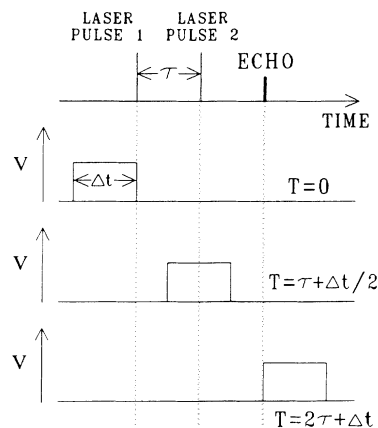 LASER PULSE 1
LASER PULSE 2
τ
ECHO
TIME
V
Δt
T=0
V
T=τ+Δt/2
V
T=2τ+Δt